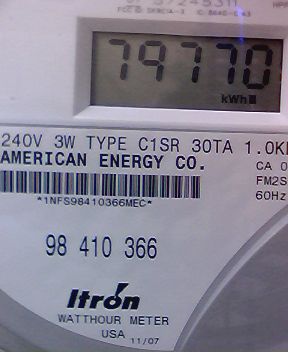 79770
kWh
240V 3W TYPE C1SR 30TA 1.0K
AMERICAN ENERGY CO.
CA 0
FM2S
60Hz
*1NFS98410366MEC*
98 410 366
Itron
WATTHOUR METER
USA 11/07